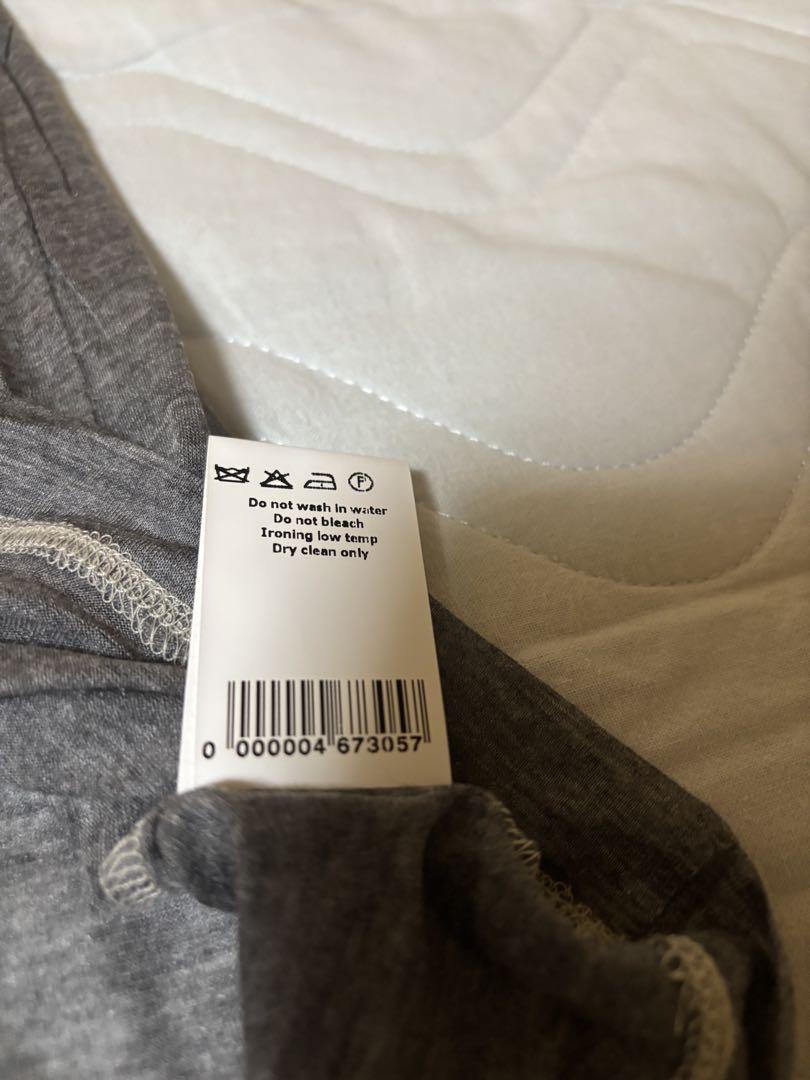 F
Do not wash in water
Do not bleach
Ironing low temp
Dry clean only
0 000004 673057